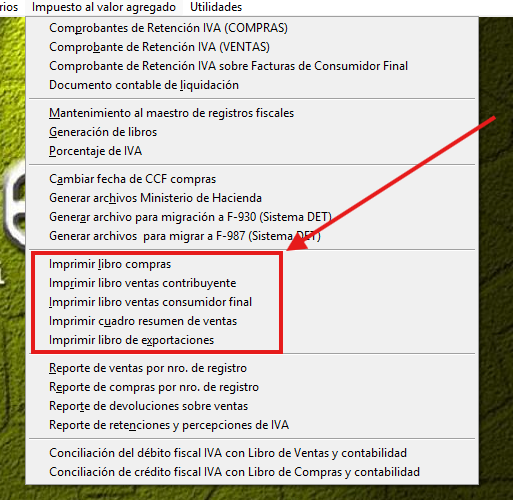 rios Impuesto al valor agregado Utilidades
Comprobantes de Retención IVA (COMPRAS)
Comprobante de Retención IVA (VENTAS)
Comprobante de Retención IVA sobre Facturas de Consumidor Final
Documento contable de liquidación
Mantenimiento al maestro de registros fiscales
Generación de libros
Porcentaje de IVA
Cambiar fecha de CCF compras
Generar archivos Ministerio de Hacienda
Generar archivo para migración a F-930 (Sistema DET)
Generar archivos para migrar a F-987 (Sistema DET)
Imprimir libro compras
Imprimir libro ventas contribuyente
Imprimir libro ventas consumidor final
Imprimir cuadro resumen de ventas
Imprimir libro de exportaciones
Reporte de ventas por nro. de registro
Reporte de compras por nro. de registro
Reporte de devoluciones sobre ventas
Reporte de retenciones y percepciones de IVA
Conciliación del débito fiscal IVA con Libro de Ventas y contabilidad
Conciliación de crédito fiscal IVA con Libro de Compras y contabilidad